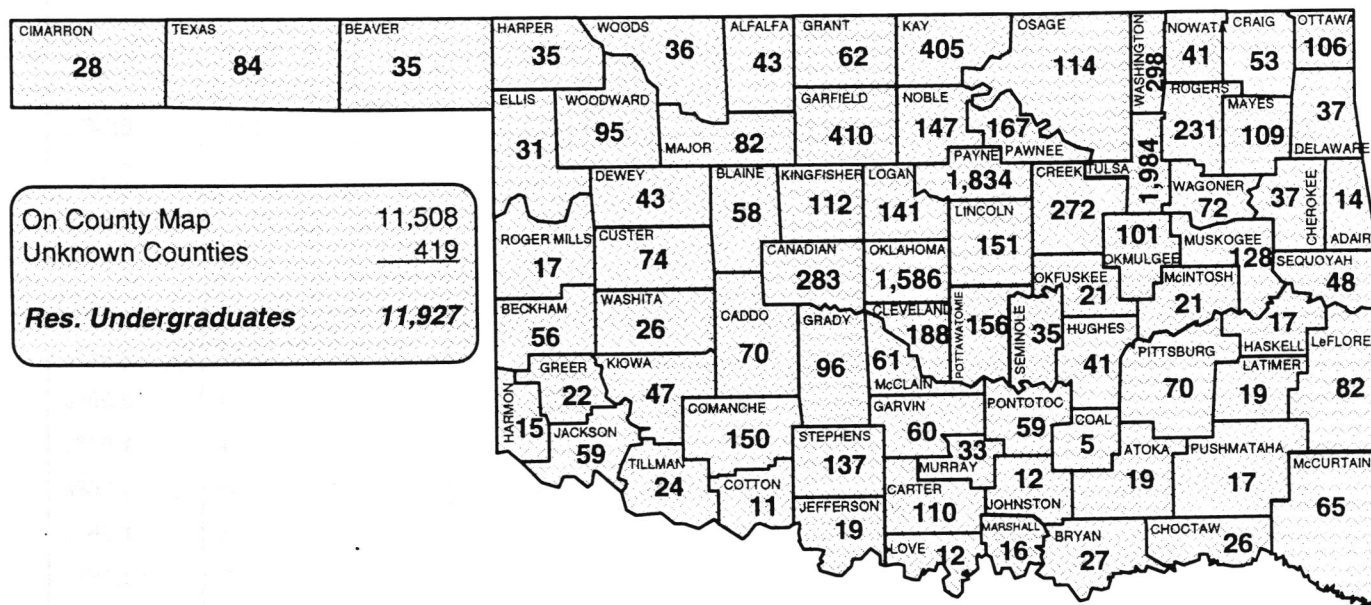 CIMARRON
28
TEXAS
84
BEAVER
35
HARPER
35
WOODS
36
ALFALFA
43
GRANT
62
KAY
405
OSAGE
114
WASHINGTON
298
NOWATA
41
CRAIG
53
OTTAWA
106
ELLIS
31
WOODWARD
95
MAJOR
82
GARFIELD
410
NOBLE
147
167
PAWNEE
ROGERS
231
MAYES
109
37
DELAWARE
On County Map 11,508
Unknown Counties 419
Res. Undergraduates 11,927
DEWEY
43
BLAINE
58
KINGFISHER
112
LOGAN
141
PAYNE
1,834
CREEK
272
TULSA
1,984
WAGONER
72
37
CHEROKEE
14
ADAIR
ROGER MILLS
17
CUSTER
74
CANADIAN
283
OKLAHOMA
1,586
LINCOLN
151
101
OKMULGEE
MUSKOGEE
128
SEQUOYAH
48
OKFUSKEE
21
McINTOSH
21
BECKHAM
56
WASHITA
26
CADDO
70
GRADY
96
CLEVELAND
188
61
McCLAIN
POTTAWATOMIE
156
SEMINOLE
35
HUGHES
41
PITTSBURG
70
17
HASKELL
LeFLORE
82
LATIMER
19
GREER
22
KIOWA
47
HARMON
15
JACKSON
59
COMANCHE
150
STEPHENS
137
GARVIN
60
PONTOTOC
59
COAL
5
33
MURRAY
ATOKA
19
PUSHMATAHA
17
McCURTAIN
65
TILLMAN
24
COTTON
11
JEFFERSON
19
CARTER
110
12
JOHNSTON
LOVE
12
MARSHALL
16
BRYAN
27
CHOCTAW
26